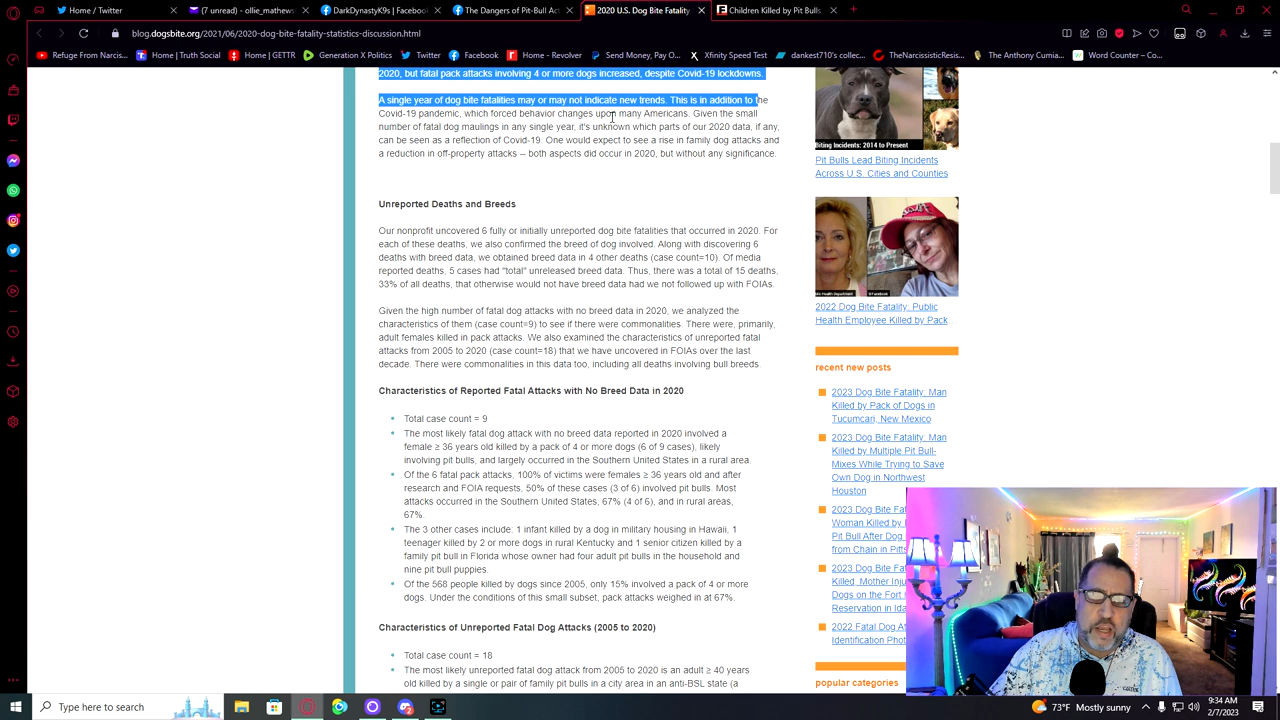 ollie_mathews
DarkDynastyKs | Facebook
The Dangers of Pit-Bull Act
2020 U.S. Dog Bite Fatality
Children Killed by Pit Bull
blog.dogsbite.org/2021/06/2020-dog-bite-fatality-statistics-discussion.html
Refuge From Narcis...
Home | Truth Social
Home | GETTR
Generation X Politics
Twitter
Facebook
Home - Revolver
Send Money, Pay O...
Xfinity Speed Test
dankest710's collec...
TheNarcissisticResis...
The Anthony Cumia...
Word Counter – Co...
2020, but fatal pack attacks involving 4 or more dogs increased, despite Covid-19 lockdowns.
A single year of dog bite fatalities may or may not indicate new trends. This is in addition to the
Covid-19 pandemic, which forced behavior changes upon many Americans. Given the small
number of fatal dog maulings in any single year, it's unknown which parts of our 2020 data, if any,
can be seen as a reflection of Covid-19. One would expect to see a rise in family dog attacks and
a reduction in off-property attacks -- both aspects did occur in 2020, but without any significance.
Unreported Deaths and Breeds
Our nonprofit uncovered 6 fully or initially unreported dog bite fatalities that occurred in 2020. For
each of these deaths, we also confirmed the breed of dog involved. Along with discovering 6
deaths with breed data, we obtained breed data in 4 other deaths (case count=10). Of media
reported deaths, 5 cases had "total" unreleased breed data. Thus, there was a total of 15 deaths,
33% of all deaths, that otherwise would not have breed data had we not followed up with FOIAs.
Given the high number of fatal dog attacks with no breed data in 2020, we analyzed the
characteristics of them (case count=9) to see if there were commonalities. There were, primarily,
adult females killed in pack attacks. We also examined the characteristics of unreported fatal
attacks from 2005 to 2020 (case count=18) that we have uncovered in FOIAs over the last
decade. There were commonalities in this data too, including all deaths involving bull breeds.
Characteristics of Reported Fatal Attacks with No Breed Data in 2020
Total case count = 9
The most likely fatal dog attack with no breed data reported in 2020 involved a
female ≥ 36 years old killed by a pack of 4 or more dogs (6 of 9 cases), likely
involving pit bulls, and largely occurred in the Southern United States in a rural area.
Of the 6 fatal pack attacks, 100% of victims were females ≥ 36 years old and after
research and FOIA requests, 50% of these cases (3 of 6) involved pit bulls. Most
attacks occurred in the Southern United States, 67% (4 of 6), and in rural areas,
67%.
The 3 other cases include: 1 infant killed by a dog in military housing in Hawaii, 1
teenager killed by 2 or more dogs in rural Kentucky and 1 senior citizen killed by a
family pit bull in Florida whose owner had four adult pit bulls in the household and
nine pit bull puppies.
Of the 568 people killed by dogs since 2005, only 15% involved a pack of 4 or more
dogs. Under the conditions of this small subset, pack attacks weighed in at 67%.
Characteristics of Unreported Fatal Dog Attacks (2005 to 2020)
Total case count = 18
The most likely unreported fatal dog attack from 2005 to 2020 is an adult ≥ 40 years
old killed by a single or pair of family pit bulls in a city area in an anti-BSL state (a
Biting Incidents: 2014 to Present
Pit Bulls Lead Biting Incidents
Across U.S. Cities and Counties
2022 Dog Bite Fatality: Public
Health Employee Killed by Pack...
recent new posts
2023 Dog Bite Fatality: Man
Killed by Pack of Dogs in
Tucumcari, New Mexico
2023 Dog Bite Fatality: Man
Killed by Multiple Pit Bull-
Mixes While Trying to Save
Own Dog in Northwest
Houston
2023 Dog Bite Fat
Woman Killed by
Pit Bull After Dog
from Chain in Pitts
2023 Dog Bite Fat
Killed, Mother Inju
Dogs on the Fort
Reservation in Ida
2022 Fatal Dog At
Identification Phot
popular categories
Type here to search
73°F Mostly sunny
9:34 AM
2/7/2023